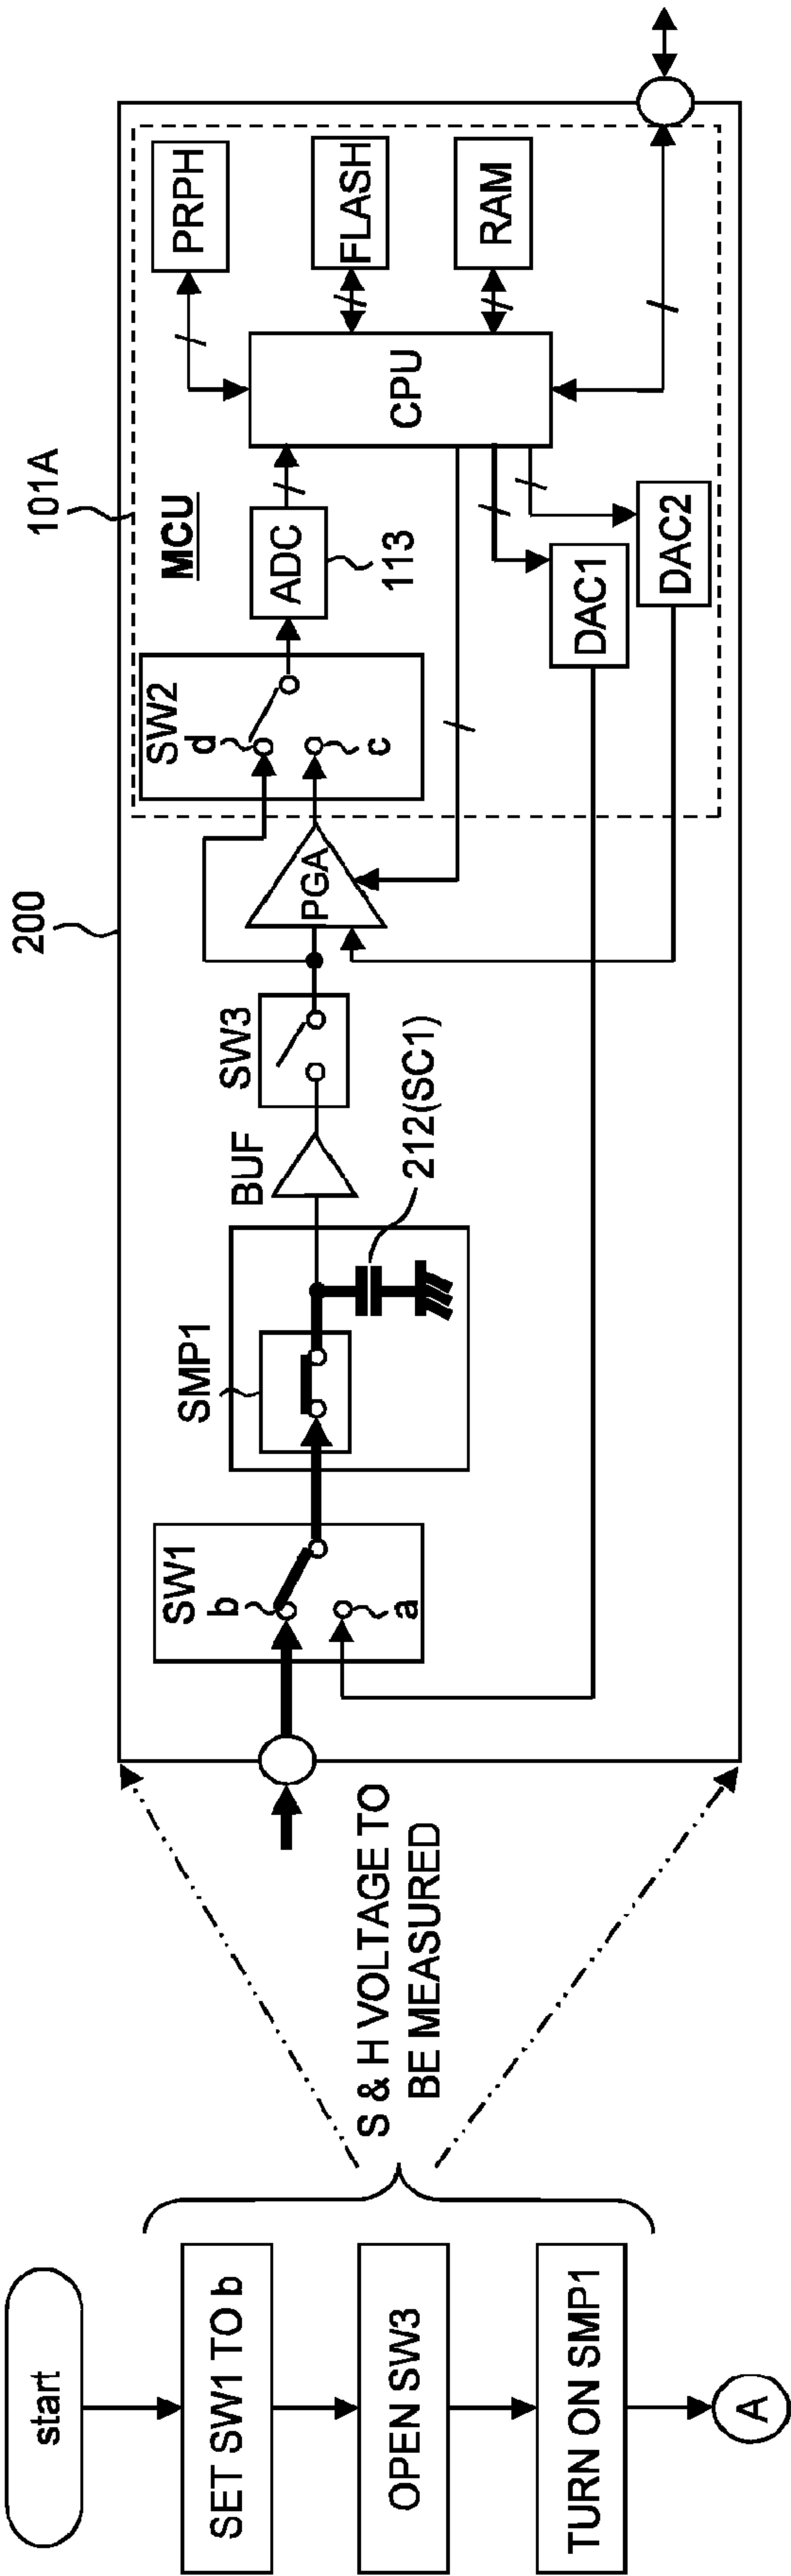 start
SET SW1 TO b
OPEN SW3
TURN ON SMP1
A
S & H VOLTAGE TO
BE MEASURED
200
101A
SW1
b
a
SMP1
212(SC1)
BUF
SW3
PGA
SW2
d
c
MCU
ADC
113
CPU
PRPH
FLASH
RAM
DAC1
DAC2